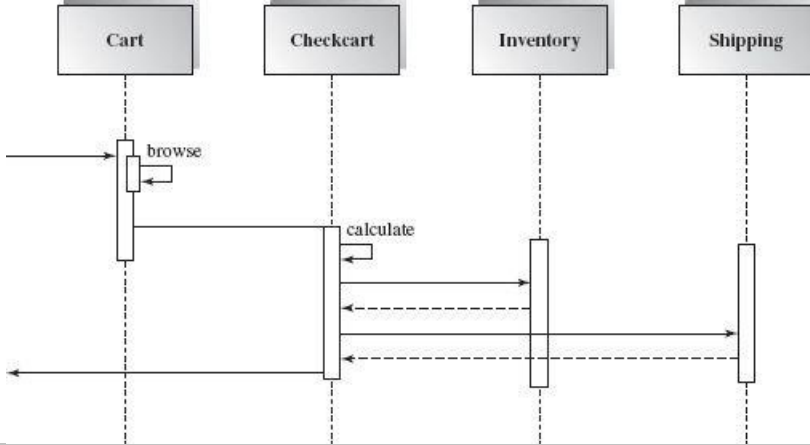 Cart
Checkcart
Inventory
Shipping
browse
calculate